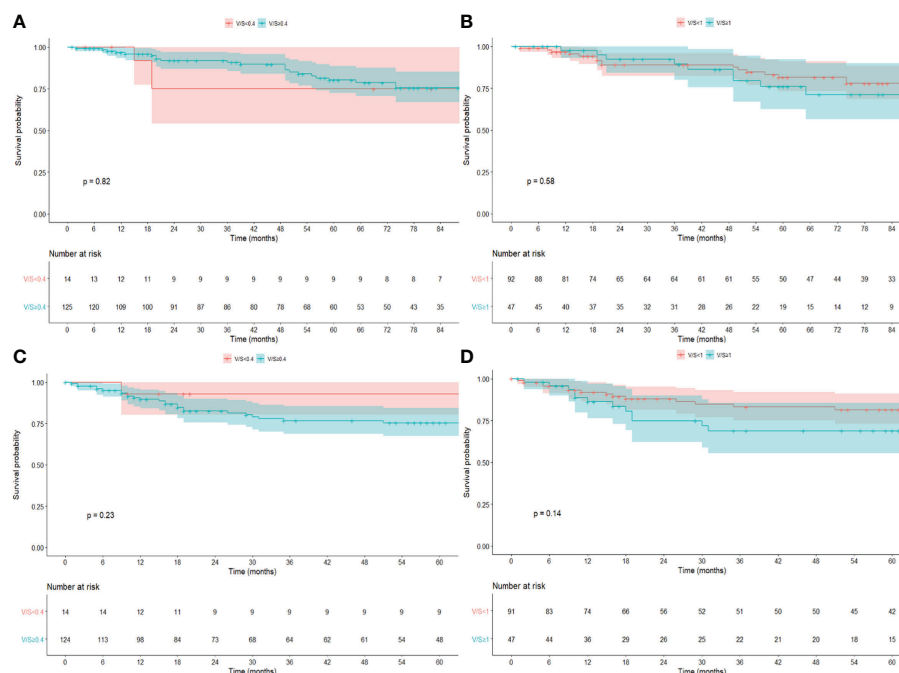 A
V/S<0.4 V/S≥0.4
Survival probability
1.00
0.75
0.50
0.25
0.00
p = 0.82
0 6 12 18 24 30 36 42 48 54 60 66 72 78 84
Time (months)
Number at risk
V/S<0.4 14 13 12 11 9 9 9 9 9 9 9 9 8 8 7
V/S≥0.4 125 120 109 100 91 87 86 80 78 68 60 53 50 43 35
0 6 12 18 24 30 36 42 48 54 60 66 72 78 84
Time (months)
B
V/S<1 V/S≥1
Survival probability
1.00
0.75
0.50
0.25
0.00
p = 0.58
0 6 12 18 24 30 36 42 48 54 60 66 72 78 84
Time (months)
Number at risk
V/S<1 92 88 81 74 65 64 64 61 61 55 50 47 44 39 33
V/S≥1 47 45 40 37 35 32 31 28 26 22 19 15 14 12 9
0 6 12 18 24 30 36 42 48 54 60 66 72 78 84
Time (months)
C
V/S<0.4 V/S≥0.4
Survival probability
1.00
0.75
0.50
0.25
0.00
p = 0.23
0 6 12 18 24 30 36 42 48 54 60
Time (months)
Number at risk
V/S<0.4 14 14 12 11 9 9 9 9 9 9 9
V/S≥0.4 124 113 98 84 73 68 64 62 61 54 48
0 6 12 18 24 30 36 42 48 54 60
Time (months)
D
V/S<1 V/S≥1
Survival probability
1.00
0.75
0.50
0.25
0.00
p = 0.14
0 6 12 18 24 30 36 42 48 54 60
Time (months)
Number at risk
V/S<1 91 83 74 66 56 52 51 50 50 45 42
V/S≥1 47 44 36 29 26 25 22 21 20 18 15
0 6 12 18 24 30 36 42 48 54 60
Time (months)